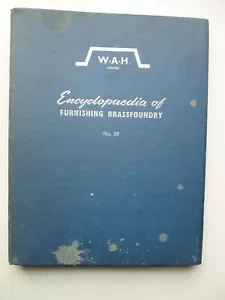 W·A·H
LIMITED
Encyclopaedia of
FURNISHING BRASSFOUNDRY
No. 59